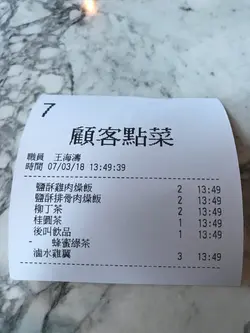 7
顧客點菜
職員 王海濤
時間 07/03/18 13:49:39
鹽酥雞肉燥飯 2 13:49
鹽酥排骨肉燥飯 2 13:49
柳丁茶 2 13:49
桂圓茶 1 13:49
後叫飲品 1 13:49
- 蜂蜜綠茶
滷水雞翼 3 13:49